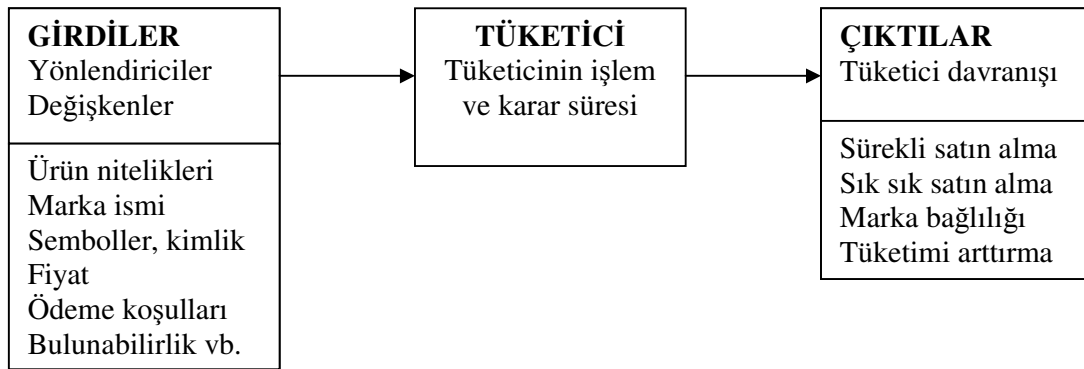 GİRDİLER
Yönlendiriciler
Değişkenler
Ürün nitelikleri
Marka ismi
Semboller, kimlik
Fiyat
Ödeme koşulları
Bulunabilirlik vb.
TÜKETİCİ
Tüketicinin işlem
ve karar süresi
ÇIKTILAR
Tüketici davranışı
Sürekli satın alma
Sık sık satın alma
Marka bağlılığı
Tüketimi arttırma